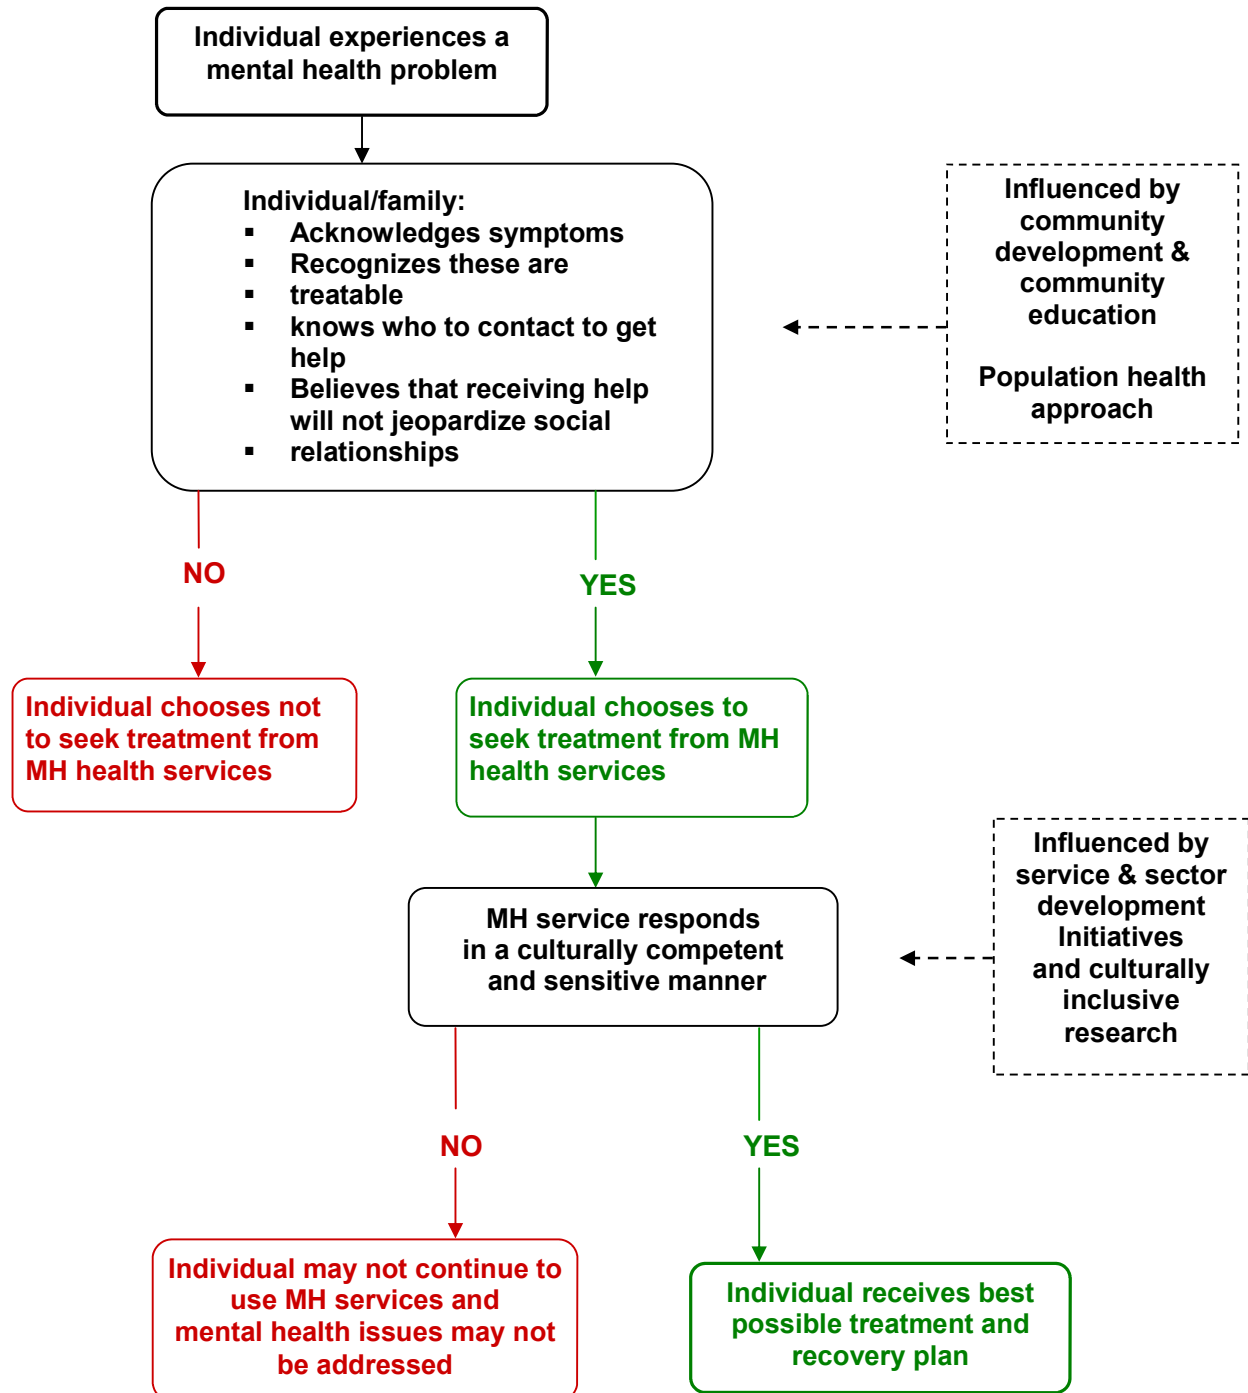 Individual experiences a
mental health problem
Individual/family:
▪ Acknowledges symptoms
▪ Recognizes these are
▪ treatable
▪ knows who to contact to get
help
▪ Believes that receiving help
will not jeopardize social
▪ relationships
Influenced by
community
development &
community
education
Population health
approach
NO
YES
Individual chooses not
to seek treatment from
MH health services
Individual chooses to
seek treatment from MH
health services
MH service responds
in a culturally competent
and sensitive manner
Influenced by
service & sector
development
Initiatives
and culturally
inclusive
research
NO
YES
Individual may not continue to
use MH services and
mental health issues may not
be addressed
Individual receives best
possible treatment and
recovery plan